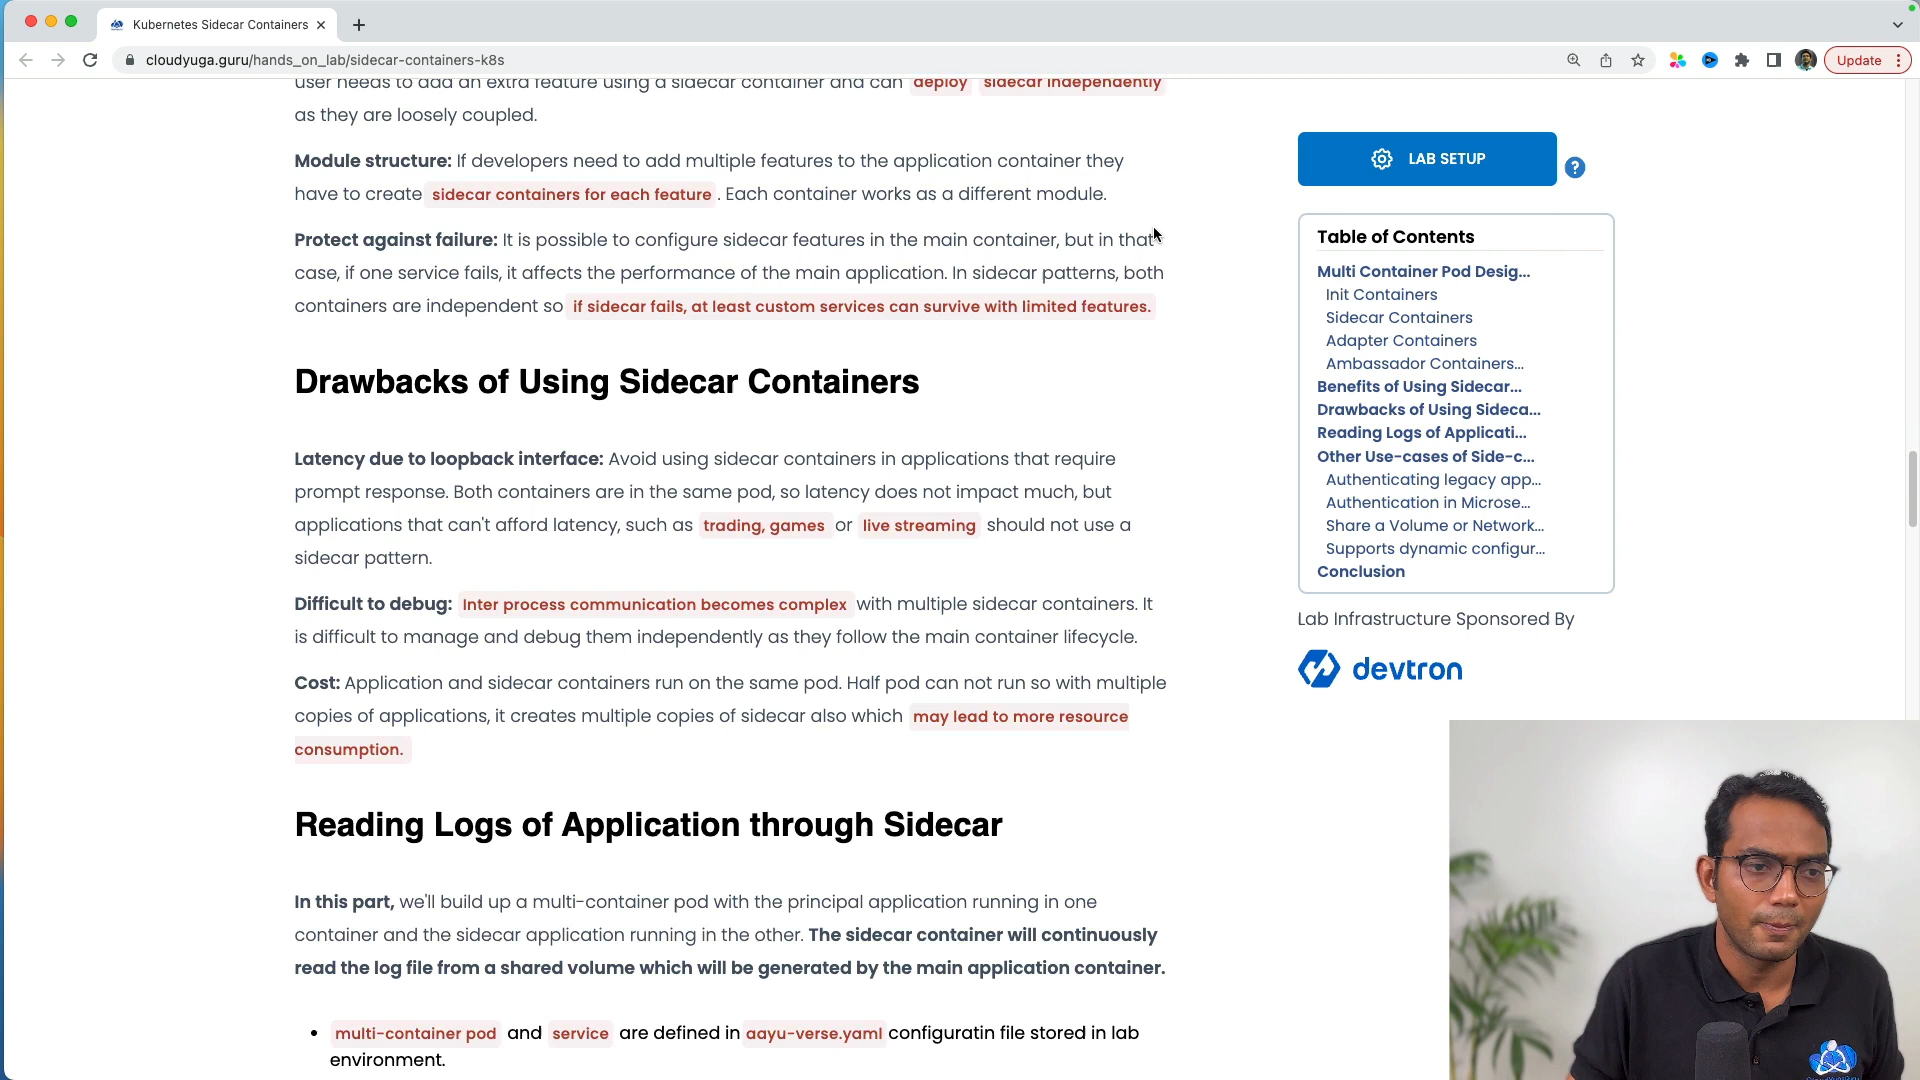 Kubernetes Sidecar Containers
cloudyuga.guru/hands_on_lab/sidecar-containers-k8s
Update
user needs to add an extra feature using a sidecar container and can deploy sidecar independently
as they are loosely coupled.
Module structure: If developers need to add multiple features to the application container they
have to create sidecar containers for each feature . Each container works as a different module.
Protect against failure: It is possible to configure sidecar features in the main container, but in that
case, if one service fails, it affects the performance of the main application. In sidecar patterns, both
containers are independent so if sidecar fails, at least custom services can survive with limited features.
Drawbacks of Using Sidecar Containers
Latency due to loopback interface: Avoid using sidecar containers in applications that require
prompt response. Both containers are in the same pod, so latency does not impact much, but
applications that can't afford latency, such as trading, games or live streaming should not use a
sidecar pattern.
Difficult to debug: Inter process communication becomes complex with multiple sidecar containers. It
is difficult to manage and debug them independently as they follow the main container lifecycle.
Cost: Application and sidecar containers run on the same pod. Half pod can not run so with multiple
copies of applications, it creates multiple copies of sidecar also which may lead to more resource
consumption.
Reading Logs of Application through Sidecar
In this part, we'll build up a multi-container pod with the principal application running in one
container and the sidecar application running in the other. The sidecar container will continuously
read the log file from a shared volume which will be generated by the main application container.
• multi-container pod and service are defined in aayu-verse.yaml configuratin file stored in lab
environment.
LAB SETUP
?
Table of Contents
Multi Container Pod Desig...
Init Containers
Sidecar Containers
Adapter Containers
Ambassador Containers...
Benefits of Using Sidecar...
Drawbacks of Using Sideca...
Reading Logs of Applicati...
Other Use-cases of Side-c...
Authenticating legacy app...
Authentication in Microse...
Share a Volume or Network...
Supports dynamic configur...
Conclusion
Lab Infrastructure Sponsored By
devtron